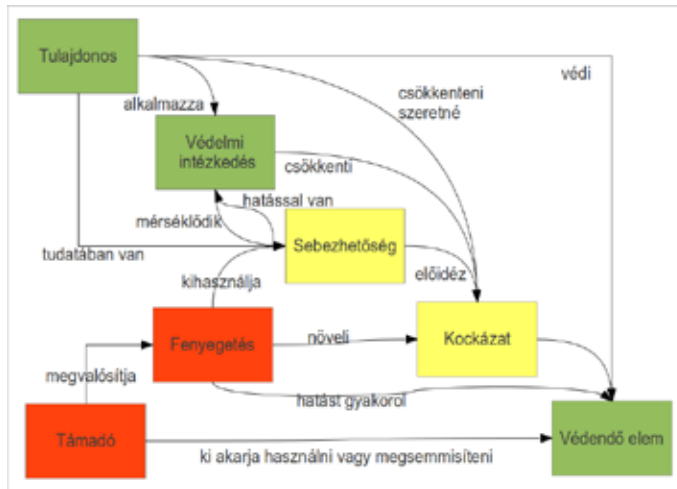 Tulajdonos
védi
csökkenteni
szeretné
alkalmazza
Védelmi
intézkedés
csökkenti
hatással van
mérséklődik
tudatában van
Sebezhetőség
előidéz
kihasználja
Fenyegetés
növeli
Kockázat
megvalósítja
hatást gyakorol
Támadó
ki akarja használni vagy megsemmisíteni
Védendő elem